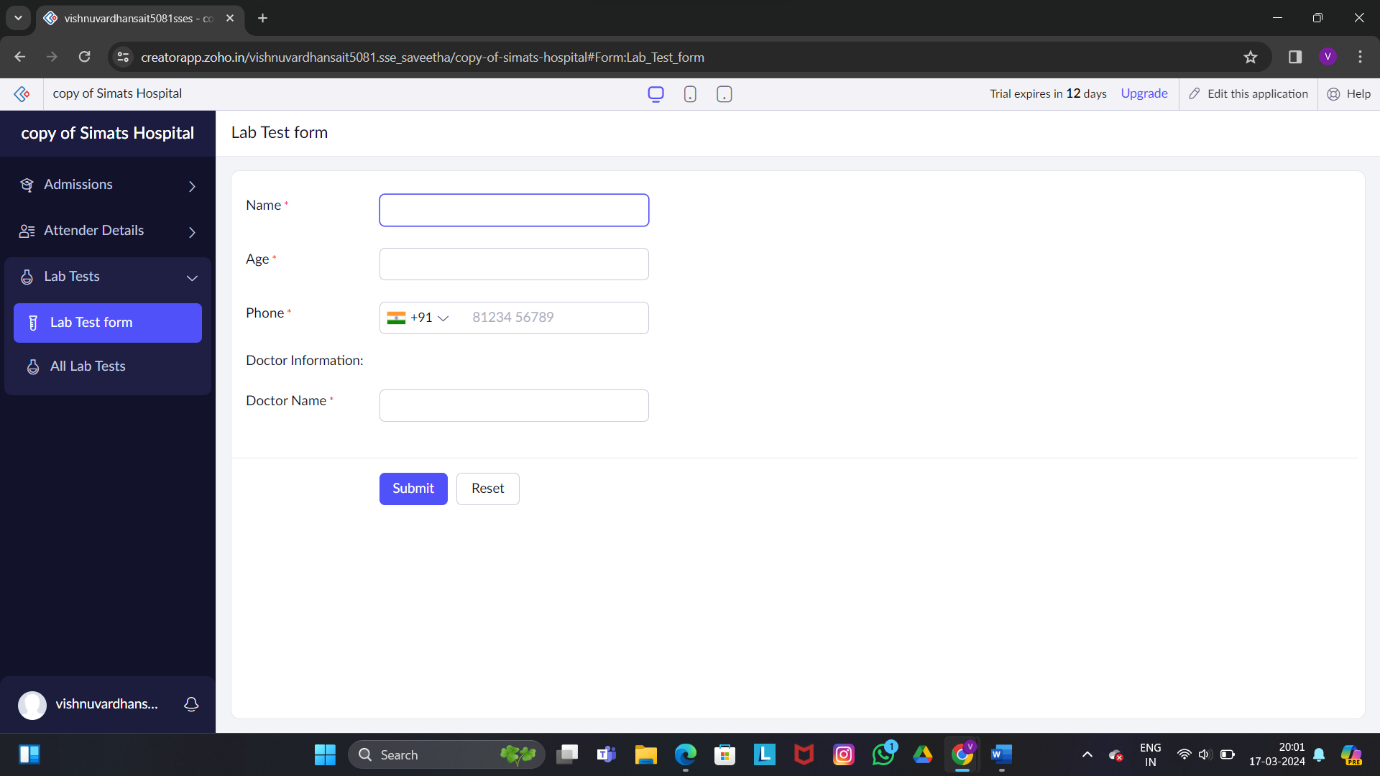 vishnuvardhansait5081sses - co
creatorapp.zoho.in/vishnuvardhansait5081.sse_saveetha/copy-of-simats-hospital#Form:Lab_Test_form
V
copy of Simats Hospital
Trial expires in 12 days
Upgrade
Edit this application
Help
copy of Simats Hospital
Lab Test form
Admissions
Attender Details
Lab Tests
Lab Test form
All Lab Tests
Name *
Age *
Phone *
+91
81234 56789
Doctor Information:
Doctor Name *
Submit
Reset
vishnuvardhans...
Search
T
L
1
V
W
ENG
IN
20:01
17-03-2024
PRE